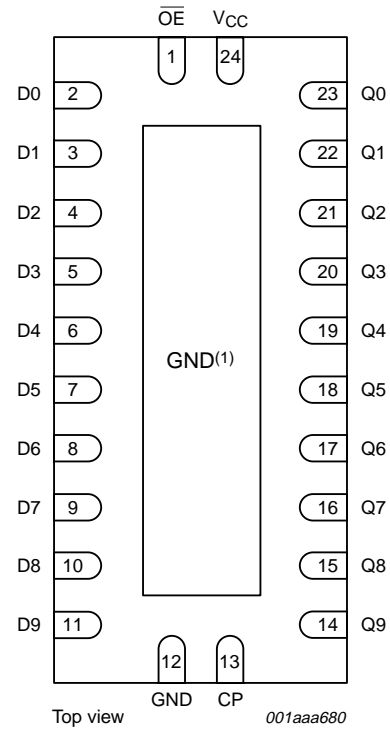 O̅E̅ VCC
1 24
D0 2 23 Q0
D1 3 22 Q1
D2 4 21 Q2
D3 5 20 Q3
D4 6 19 Q4
GND(1)
D5 7 18 Q5
D6 8 17 Q6
D7 9 16 Q7
D8 10 15 Q8
D9 11 14 Q9
12 13
GND CP
Top view 001aaa680